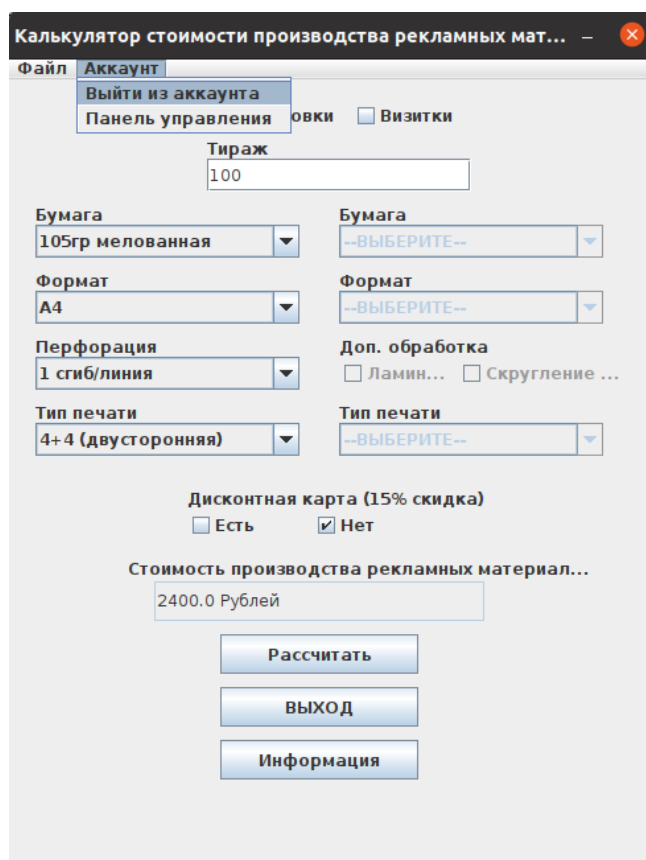 Калькулятор стоимости производства рекламных мат...
Файл Аккаунт
Выйти из аккаунта
Панель управления
овки Визитки
Тираж
100
Бумага Бумага
105гр мелованная --ВЫБЕРИТЕ--
Формат Формат
A4 --ВЫБЕРИТЕ--
Перфорация Доп. обработка
1 сгиб/линия Ламин... Скругление ...
Тип печати Тип печати
4+4 (двусторонняя) --ВЫБЕРИТЕ--
Дисконтная карта (15% скидка)
Есть Нет
Стоимость производства рекламных материал...
2400.0 Рублей
Рассчитать
ВЫХОД
Информация